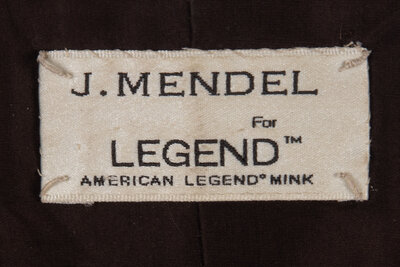 J. MENDEL
For
LEGEND™
AMERICAN LEGEND® MINK